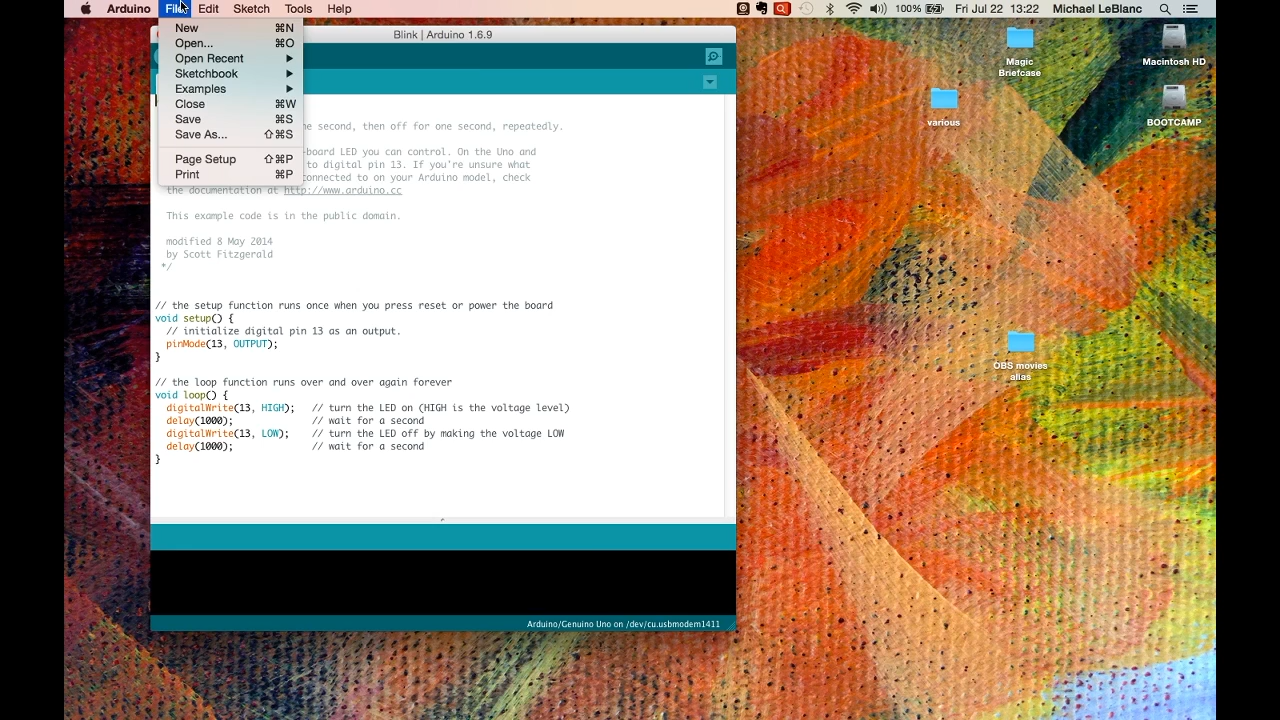 Arduino File Edit Sketch Tools Help 100% Fri Jul 22 13:22 Michael LeBlanc
New ⌘N
Open... ⌘O
Open Recent ▶
Sketchbook ▶
Examples ▶
Close ⌘W
Save ⌘S
Save As... ⇧⌘S
Page Setup ⇧⌘P
Print ⌘P
Blink | Arduino 1.6.9
second, then off for one second, repeatedly.
board LED you can control. On the Uno and
to digital pin 13. If you're unsure what
on your Arduino model, check
the documentation at http://www.arduino.cc
This example code is in the public domain.
modified 8 May 2014
by Scott Fitzgerald
*/
// the setup function runs once when you press reset or power the board
void setup() {
// initialize digital pin 13 as an output.
pinMode(13, OUTPUT);
}
// the loop function runs over and over again forever
void loop() {
digitalWrite(13, HIGH); // turn the LED on (HIGH is the voltage level)
delay(1000); // wait for a second
digitalWrite(13, LOW); // turn the LED off by making the voltage LOW
delay(1000); // wait for a second
}
Arduino/Genuino Uno on /dev/cu.usbmodem1411
Magic
Briefcase
Macintosh HD
various
BOOTCAMP
OBS movies
alias